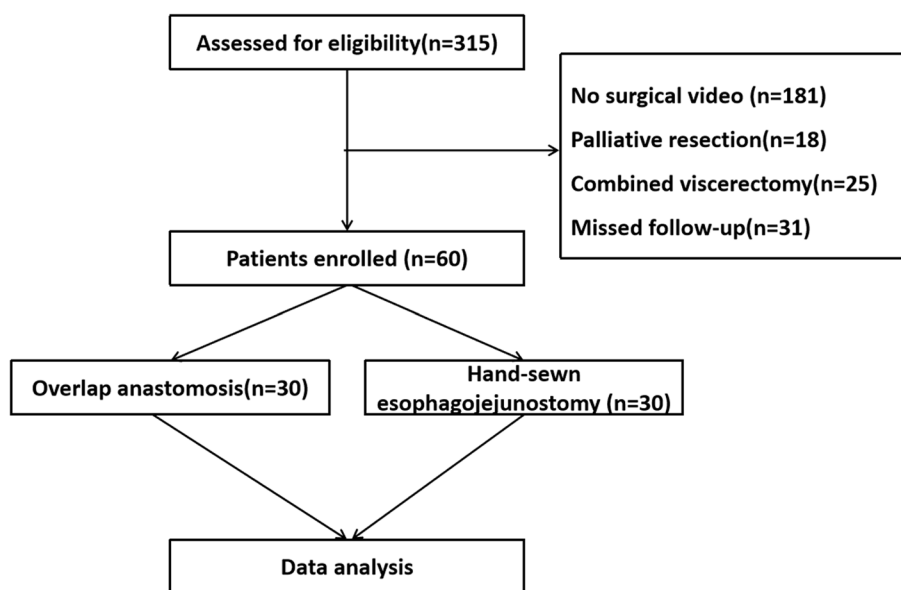 Assessed for eligibility(n=315)
No surgical video (n=181)
Palliative resection(n=18)
Combined viscerectomy(n=25)
Missed follow-up(n=31)
Patients enrolled (n=60)
Overlap anastomosis(n=30)
Hand-sewn
esophagojejunostomy (n=30)
Data analysis